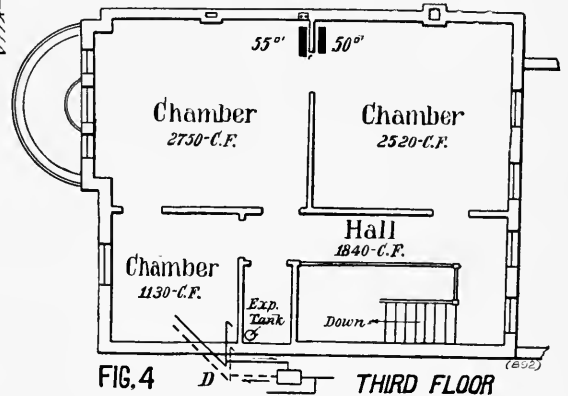 55□' 50□'
Chamber
2750-C.F.
Chamber
2520-C.F.
Hall
1840-C.F.
Chamber
1130-C.F.
Exp.
Tank
Down
(892)
FIG. 4 D THIRD FLOOR